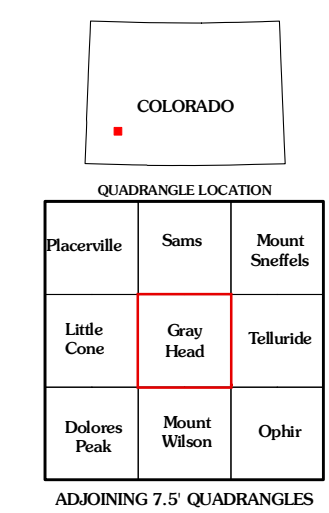 COLORADO
QUADRANGLE LOCATION
Placerville
Sams
Mount
Sneffels
Little
Cone
Gray
Head
Telluride
Dolores
Peak
Mount
Wilson
Ophir
ADJOINING 7.5' QUADRANGLES